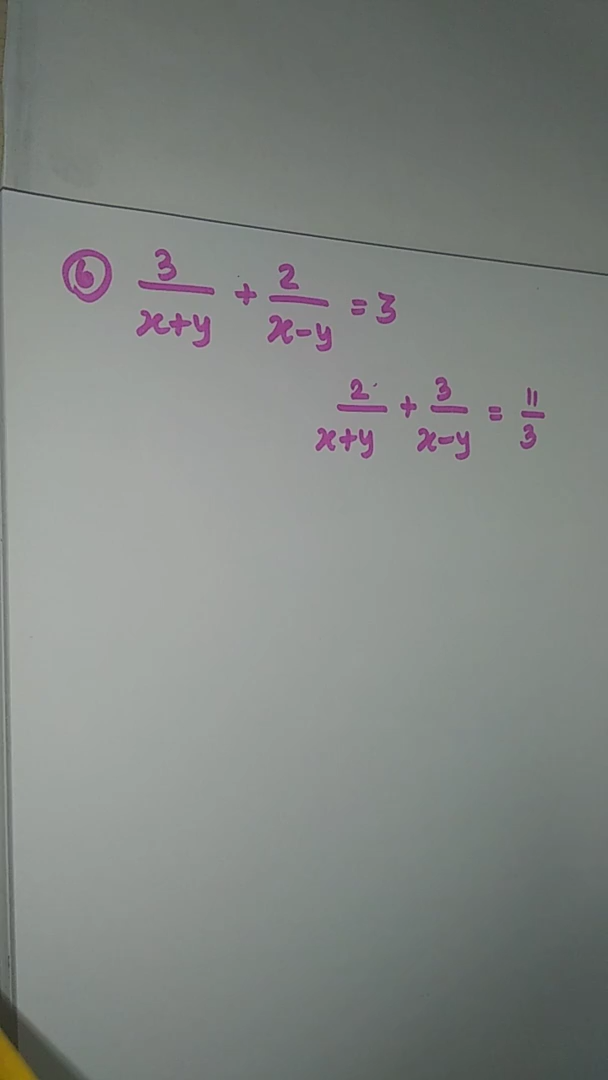 ⑥ 3/(x+y) + 2/(x-y) = 3
2/(x+y) + 3/(x-y) = 11/3